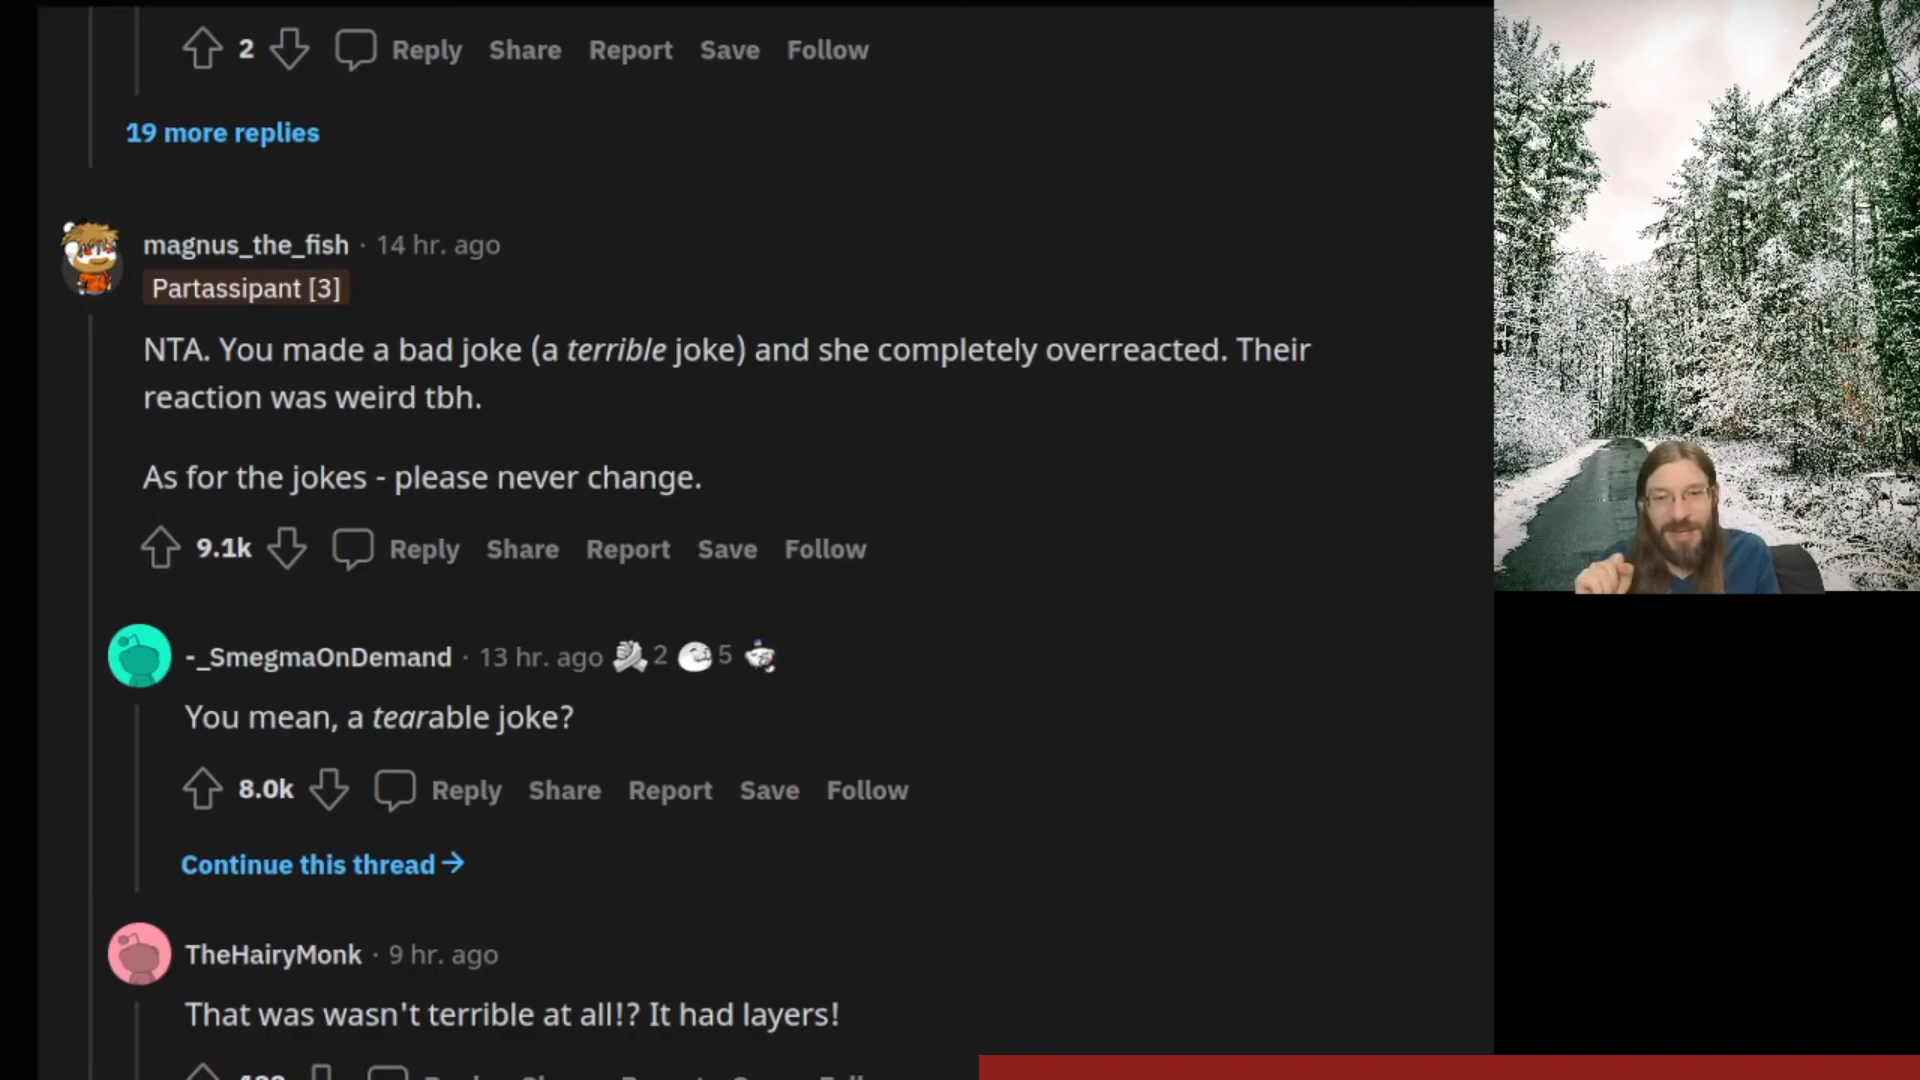 2 Reply Share Report Save Follow
19 more replies
magnus_the_fish · 14 hr. ago
Partassipant [3]
NTA. You made a bad joke (a terrible joke) and she completely overreacted. Their
reaction was weird tbh.
As for the jokes - please never change.
9.1k Reply Share Report Save Follow
-_SmegmaOnDemand · 13 hr. ago 2 5
You mean, a tearable joke?
8.0k Reply Share Report Save Follow
Continue this thread →
TheHairyMonk · 9 hr. ago
That was wasn't terrible at all!? It had layers!